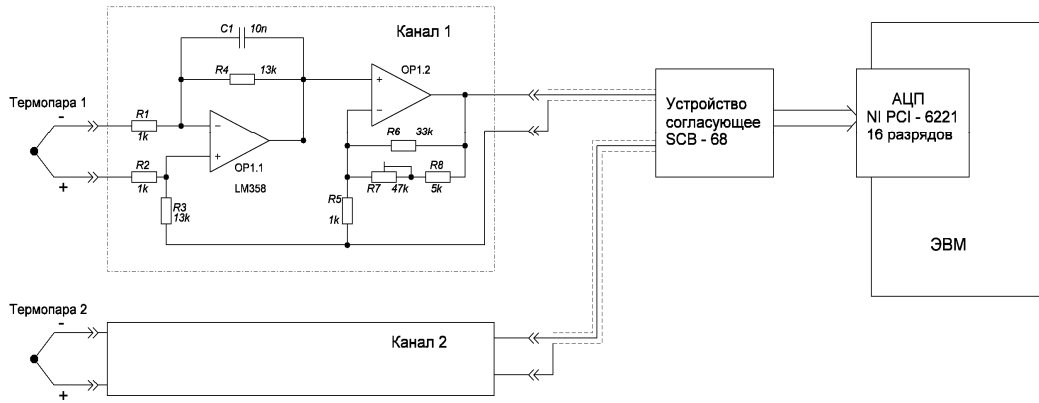 C1 10n
Канал 1
R4 13k
OP1.2
Термопара 1
-
R1
1k
-
+
+
-
OP1.1
LM358
R2
1k
+
R3
13k
R6 33k
R7 47k
R8
5k
R5
1k
Устройство
согласующее
SCB - 68
АЦП
NI PCI - 6221
16 разрядов
ЭВМ
Термопара 2
-
+
Канал 2